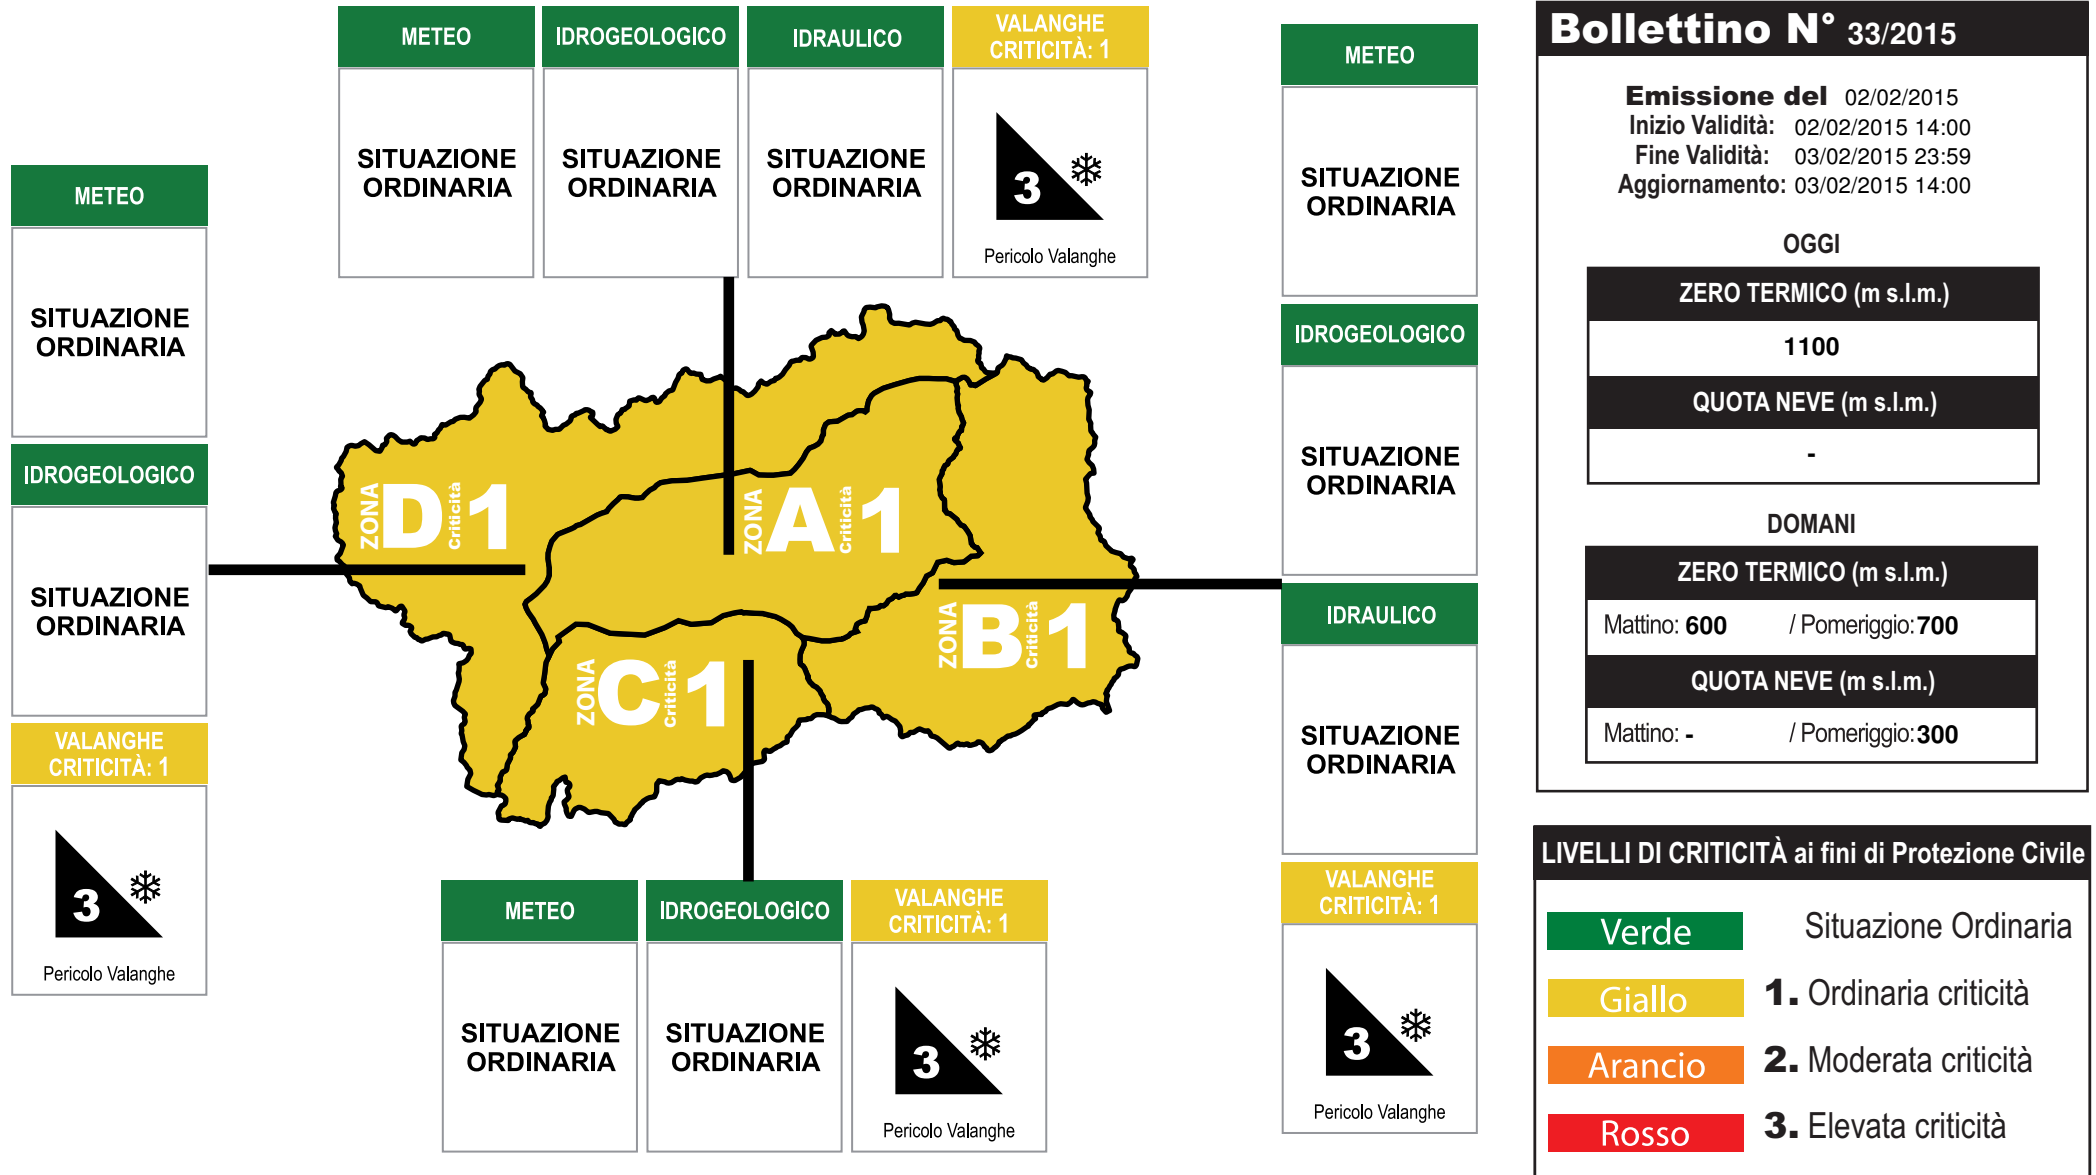 METEO
IDROGEOLOGICO
IDRAULICO
VALANGHE
CRITICITÀ: 1
SITUAZIONE
ORDINARIA
SITUAZIONE
ORDINARIA
SITUAZIONE
ORDINARIA
3
Pericolo Valanghe
METEO
SITUAZIONE
ORDINARIA
IDROGEOLOGICO
SITUAZIONE
ORDINARIA
VALANGHE
CRITICITÀ: 1
3
Pericolo Valanghe
ZONA D Criticità 1
ZONA A Criticità 1
ZONA B Criticità 1
ZONA C Criticità 1
METEO
IDROGEOLOGICO
VALANGHE
CRITICITÀ: 1
SITUAZIONE
ORDINARIA
SITUAZIONE
ORDINARIA
3
Pericolo Valanghe
METEO
SITUAZIONE
ORDINARIA
IDROGEOLOGICO
SITUAZIONE
ORDINARIA
IDRAULICO
SITUAZIONE
ORDINARIA
VALANGHE
CRITICITÀ: 1
3
Pericolo Valanghe
Bollettino N° 33/2015
Emissione del 02/02/2015
Inizio Validità: 02/02/2015 14:00
Fine Validità: 03/02/2015 23:59
Aggiornamento: 03/02/2015 14:00
OGGI
ZERO TERMICO (m s.l.m.)
1100
QUOTA NEVE (m s.l.m.)
-
DOMANI
ZERO TERMICO (m s.l.m.)
Mattino: 600 / Pomeriggio: 700
QUOTA NEVE (m s.l.m.)
Mattino: - / Pomeriggio: 300
LIVELLI DI CRITICITÀ ai fini di Protezione Civile
Verde Situazione Ordinaria
Giallo 1. Ordinaria criticità
Arancio 2. Moderata criticità
Rosso 3. Elevata criticità